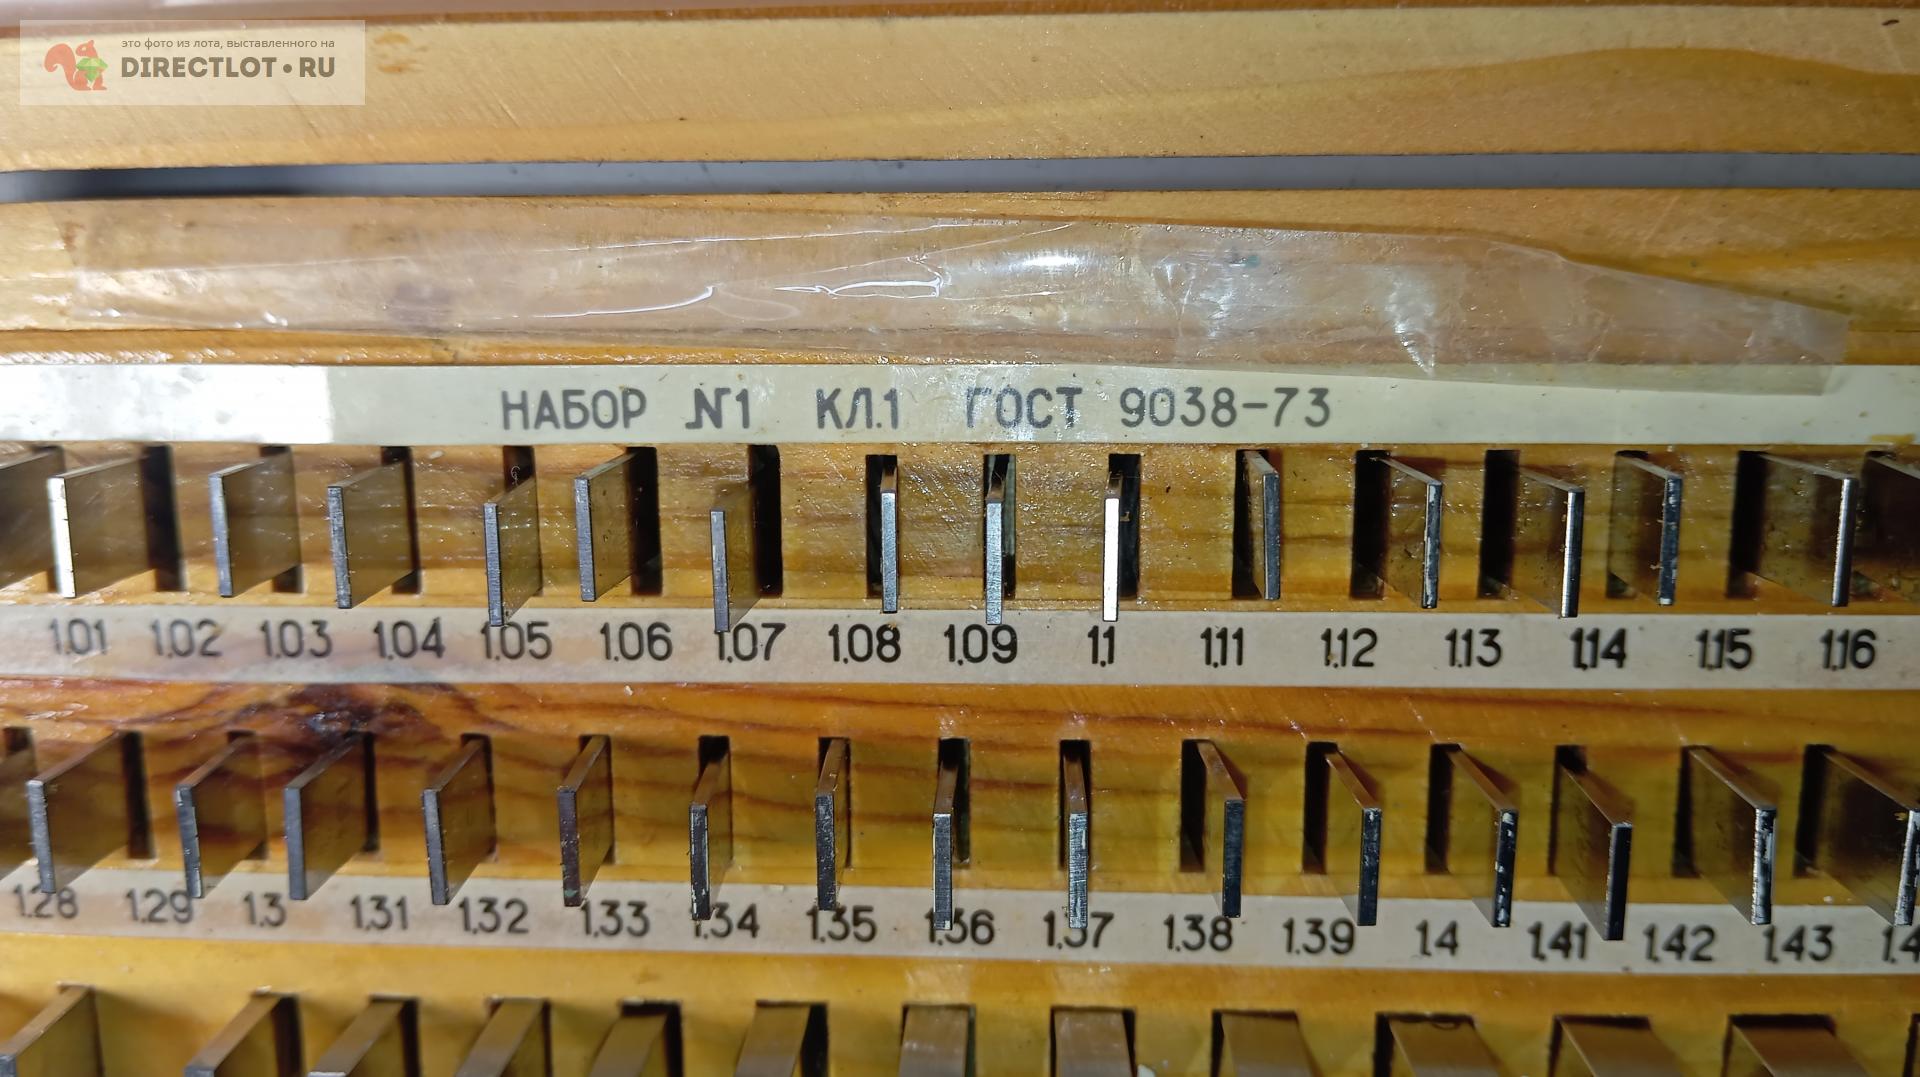 это фото из лота, выставленного на
DIRECTLOT•RU
НАБОР №1 КЛ.1 ГОСТ 9038-73
1,01 1,02 1,03 1,04 1,05 1,06 1,07 1,08 1,09 1,1 1,11 1,12 1,13 1,14 1,15 1,16
1,28 1,29 1,3 1,31 1,32 1,33 1,34 1,35 1,36 1,37 1,38 1,39 1,4 1,41 1,42 1,43